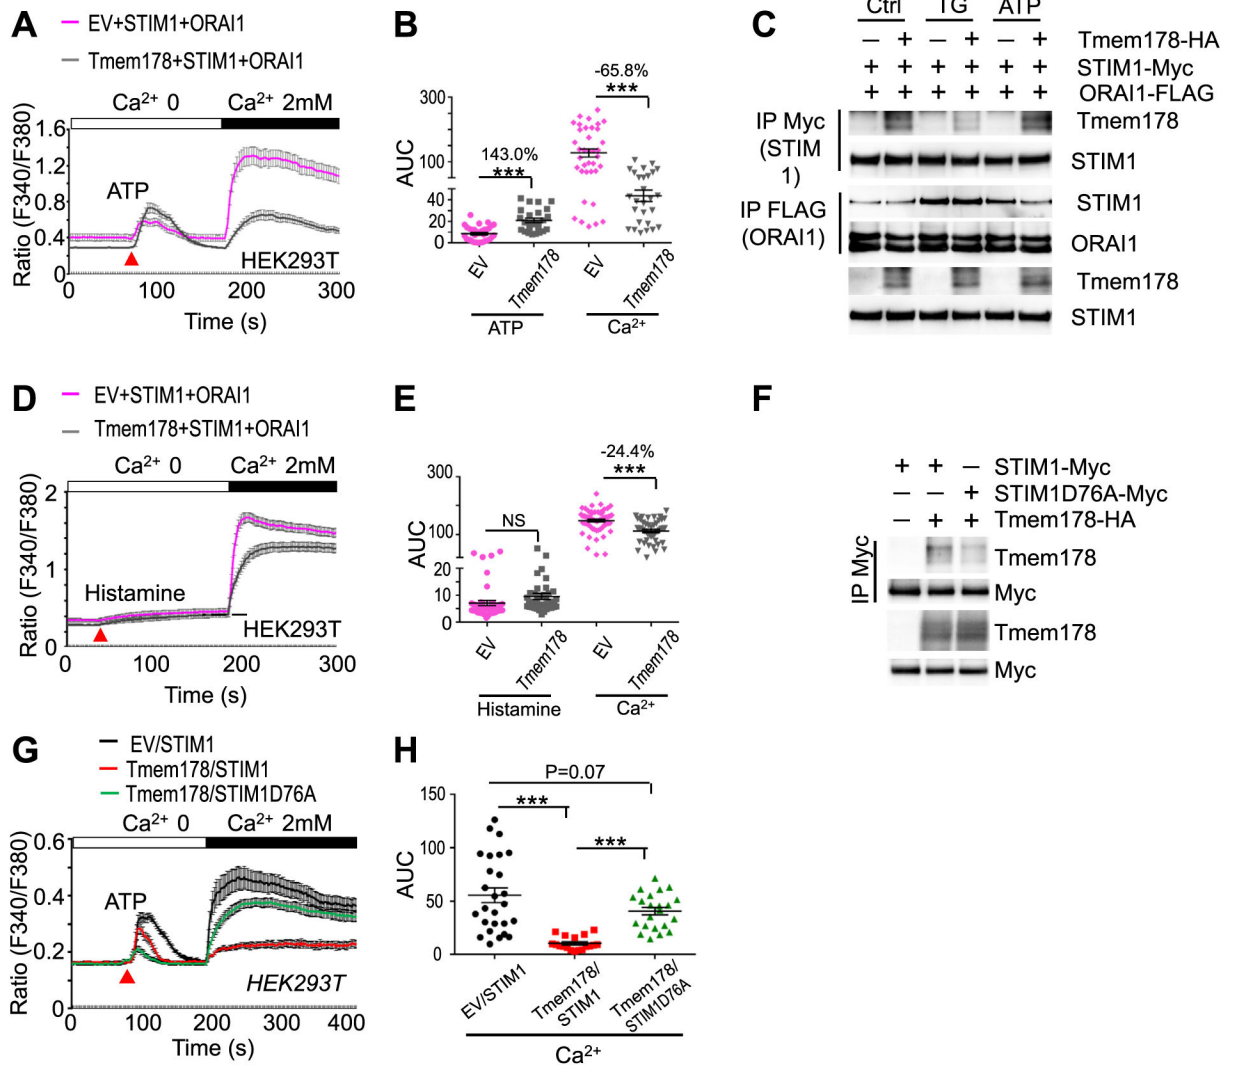 A
EV+STIM1+ORAI1
Tmem178+STIM1+ORAI1
Ca²⁺ 0
Ca²⁺ 2mM
Ratio (F340/F380)
1.6
1.2
0.8
0.4
0
ATP
HEK293T
0
100
200
300
Time (s)
B
-65.8%
***
143.0%
***
AUC
300
100
40
20
0
EV
Tmem178
EV
Tmem178
ATP
Ca²⁺
C
Ctrl TG ATP
— + — + — + Tmem178-HA
+ + + + + + STIM1-Myc
+ + + + + + ORAI1-FLAG
IP Myc
(STIM
1)
Tmem178
STIM1
IP FLAG
(ORAI1)
STIM1
ORAI1
Tmem178
STIM1
D
EV+STIM1+ORAI1
Tmem178+STIM1+ORAI1
Ca²⁺ 0
Ca²⁺ 2mM
Ratio (F340/F380)
2
1
0
Histamine
HEK293T
0
100
200
300
Time (s)
E
-24.4%
***
NS
AUC
300
100
20
10
0
EV
Tmem178
EV
Tmem178
Histamine
Ca²⁺
F
+ + — STIM1-Myc
— — + STIM1D76A-Myc
— + + Tmem178-HA
IP Myc
Tmem178
Myc
Tmem178
Myc
G
EV/STIM1
Tmem178/STIM1
Tmem178/STIM1D76A
Ca²⁺ 0
Ca²⁺ 2mM
Ratio (F340/F380)
0.6
0.4
0.2
0
ATP
HEK293T
0
100
200
300
400
Time (s)
H
P=0.07
***
***
AUC
150
100
50
0
EV/STIM1
Tmem178/
STIM1
Tmem178/
STIM1D76A
Ca²⁺